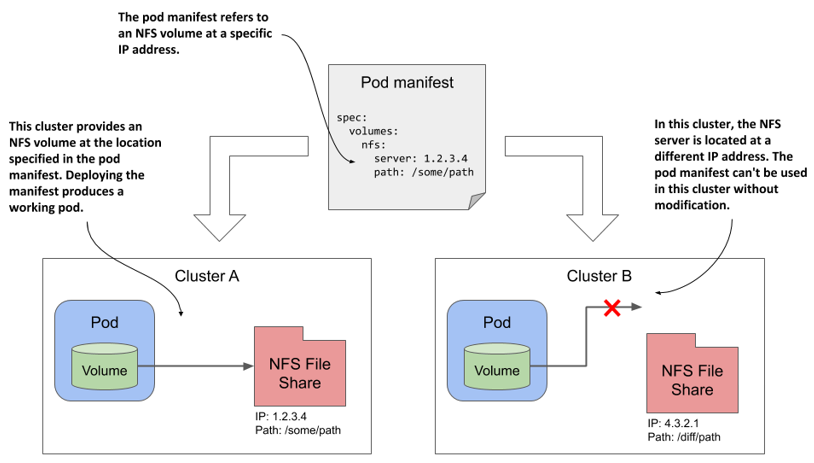 The pod manifest refers to
an NFS volume at a specific
IP address.
Pod manifest
spec:
volumes:
nfs:
server: 1.2.3.4
path: /some/path
This cluster provides an
NFS volume at the location
specified in the pod
manifest. Deploying the
manifest produces a
working pod.
In this cluster, the NFS
server is located at a
different IP address. The
pod manifest can't be used
in this cluster without
modification.
Cluster A
Pod
Volume
NFS File
Share
IP: 1.2.3.4
Path: /some/path
Cluster B
Pod
Volume
NFS File
Share
IP: 4.3.2.1
Path: /diff/path